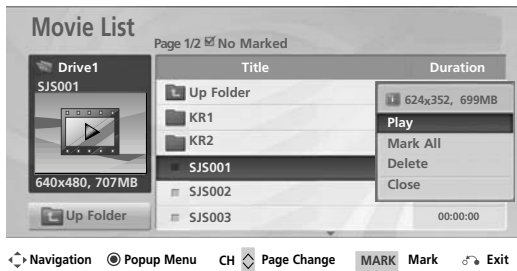 Movie List
Page 1/2 No Marked
Drive1
SJS001
640x480, 707MB
Up Folder
Title Duration
Up Folder
KR1
KR2
SJS001
SJS002
SJS003 00:00:00
624x352, 699MB
Play
Mark All
Delete
Close
Navigation Popup Menu CH Page Change MARK Mark Exit